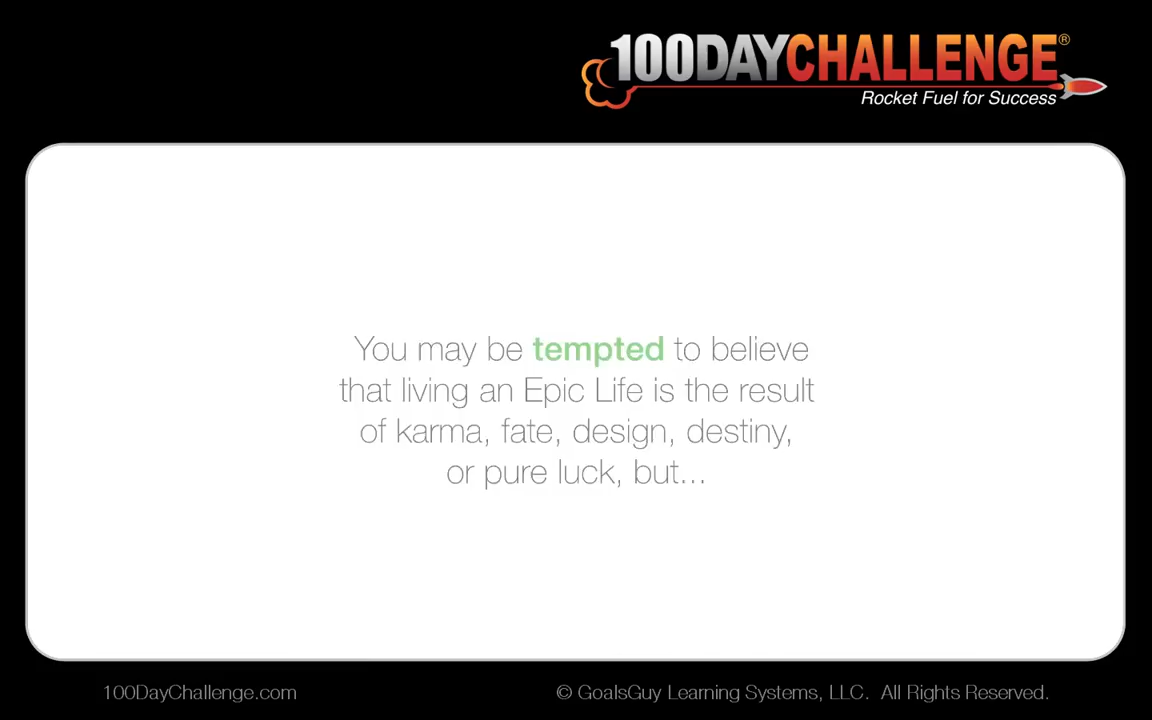 100DAYCHALLENGE®
Rocket Fuel for Success
You may be tempted to believe
that living an Epic Life is the result
of karma, fate, design, destiny,
or pure luck, but...
100DayChallenge.com
© GoalsGuy Learning Systems, LLC. All Rights Reserved.